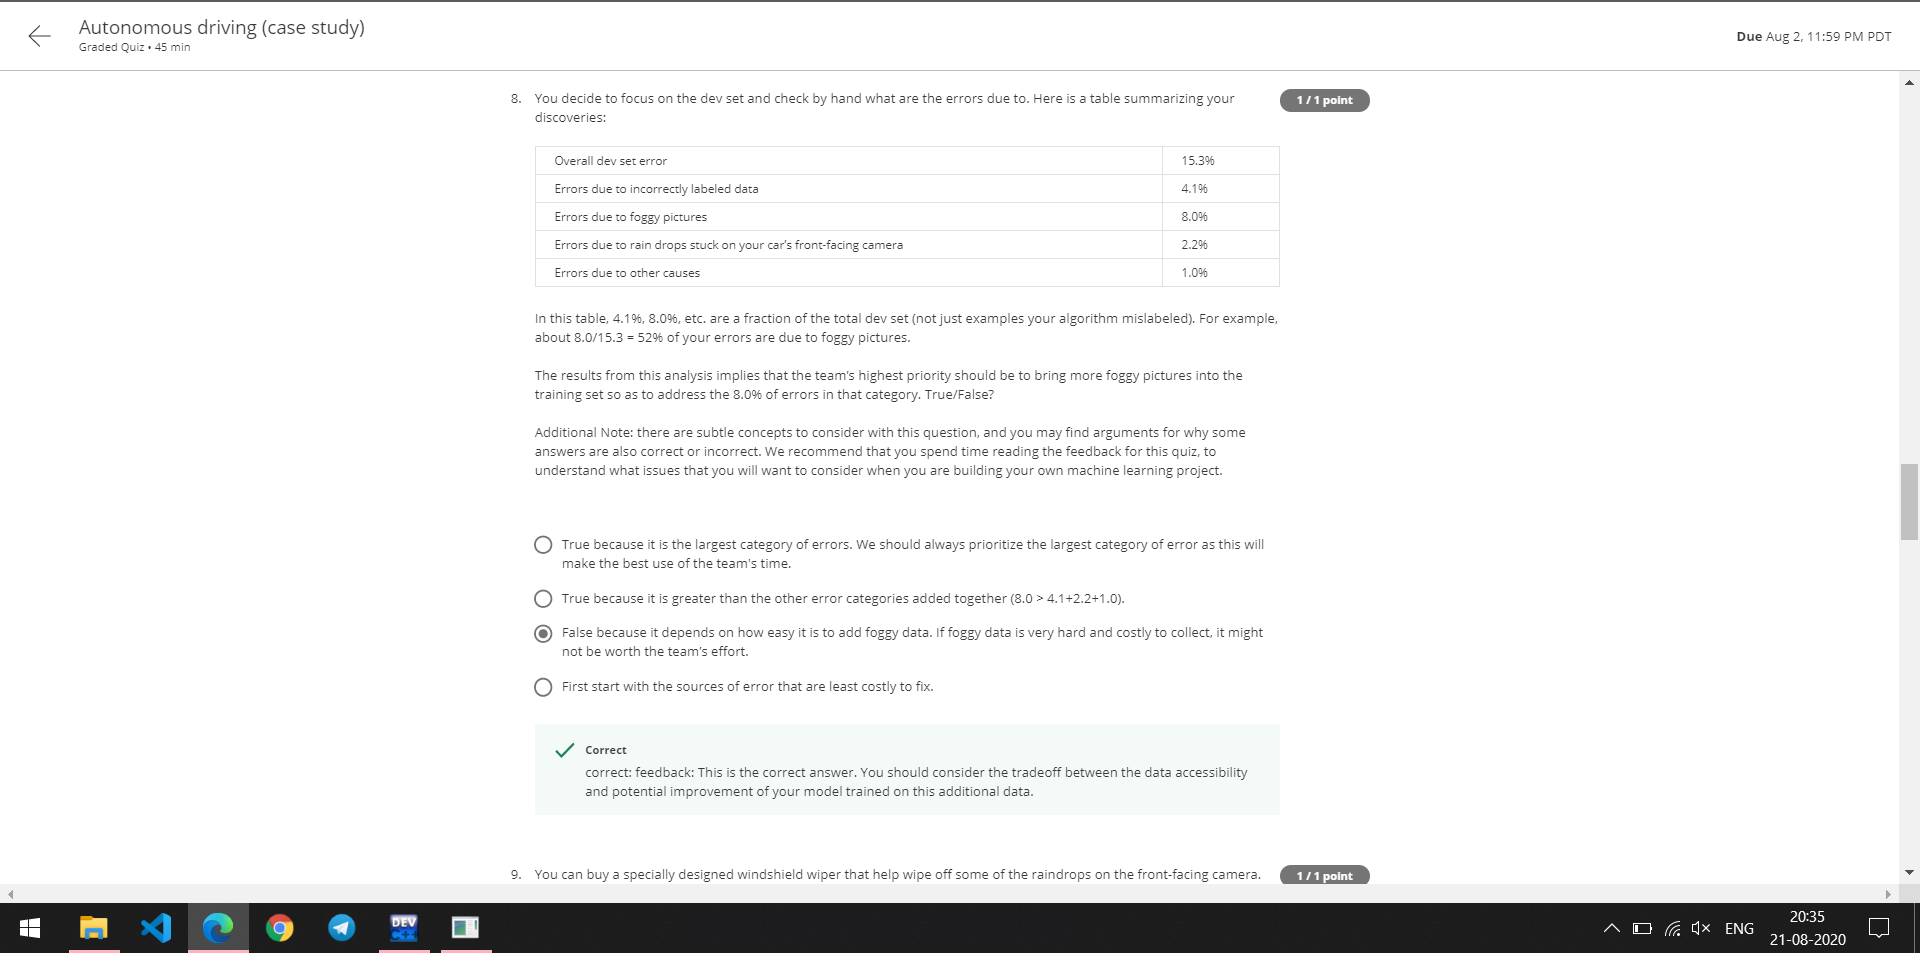 Autonomous driving (case study)
Graded Quiz • 45 min
Due Aug 2, 11:59 PM PDT
8. You decide to focus on the dev set and check by hand what are the errors due to. Here is a table summarizing your
discoveries:
1 / 1 point
Overall dev set error 15.3%
Errors due to incorrectly labeled data 4.1%
Errors due to foggy pictures 8.0%
Errors due to rain drops stuck on your car's front-facing camera 2.2%
Errors due to other causes 1.0%
In this table, 4.1%, 8.0%, etc. are a fraction of the total dev set (not just examples your algorithm mislabeled). For example,
about 8.0/15.3 = 52% of your errors are due to foggy pictures.
The results from this analysis implies that the team's highest priority should be to bring more foggy pictures into the
training set so as to address the 8.0% of errors in that category. True/False?
Additional Note: there are subtle concepts to consider with this question, and you may find arguments for why some
answers are also correct or incorrect. We recommend that you spend time reading the feedback for this quiz, to
understand what issues that you will want to consider when you are building your own machine learning project.
True because it is the largest category of errors. We should always prioritize the largest category of error as this will
make the best use of the team's time.
True because it is greater than the other error categories added together (8.0 > 4.1+2.2+1.0).
False because it depends on how easy it is to add foggy data. If foggy data is very hard and costly to collect, it might
not be worth the team's effort.
First start with the sources of error that are least costly to fix.
Correct
correct: feedback: This is the correct answer. You should consider the tradeoff between the data accessibility
and potential improvement of your model trained on this additional data.
9. You can buy a specially designed windshield wiper that help wipe off some of the raindrops on the front-facing camera.
1 / 1 point
DEV
ENG
20:35
21-08-2020